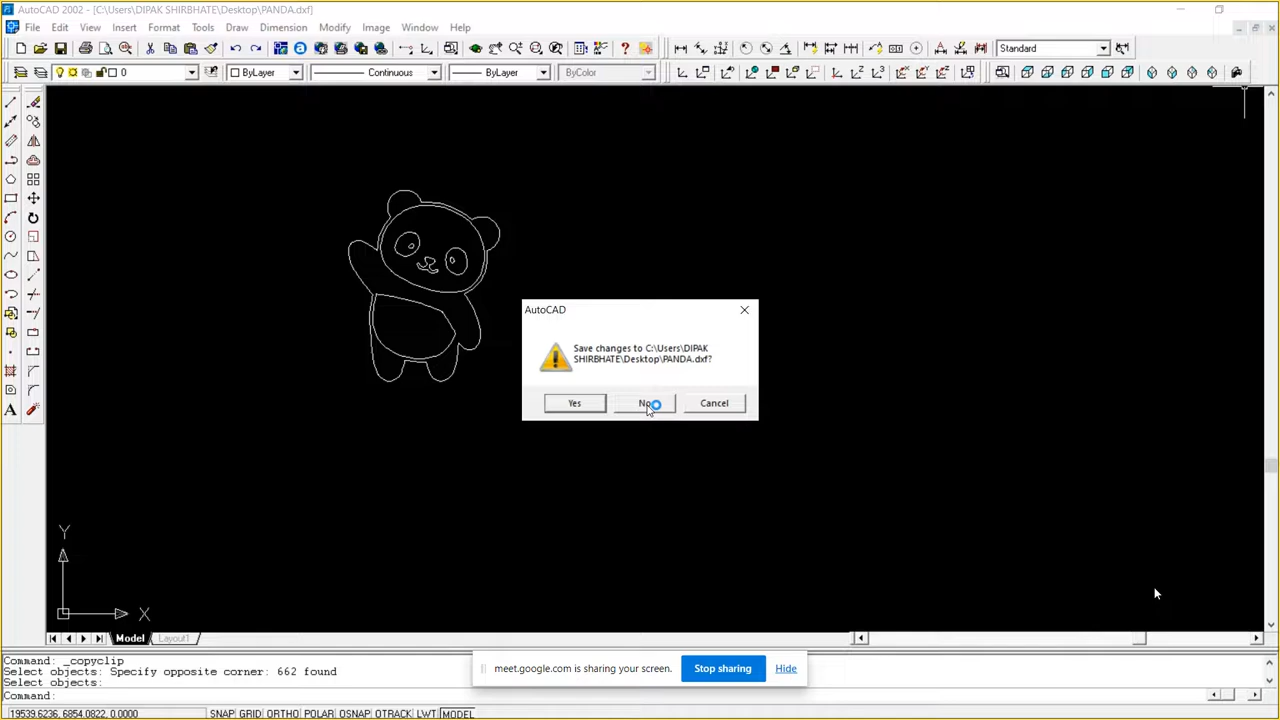 AutoCAD 2002 - [C:\Users\DIPAK SHIRBHATE\Desktop\PANDA.dxf]
File Edit View Insert Format Tools Draw Dimension Modify Image Window Help
Standard
0 ByLayer Continuous ByLayer ByColor
AutoCAD
Save changes to C:\Users\DIPAK
SHIRBHATE\Desktop\PANDA.dxf?
Yes No Cancel
Y
X
Model Layout1
Command: _copyclip
Select objects: Specify opposite corner: 662 found
Select objects:
Command:
meet.google.com is sharing your screen. Stop sharing Hide
19539.6236, 6854.0822, 0.0000 SNAP GRID ORTHO POLAR OSNAP OTRACK LWT MODEL